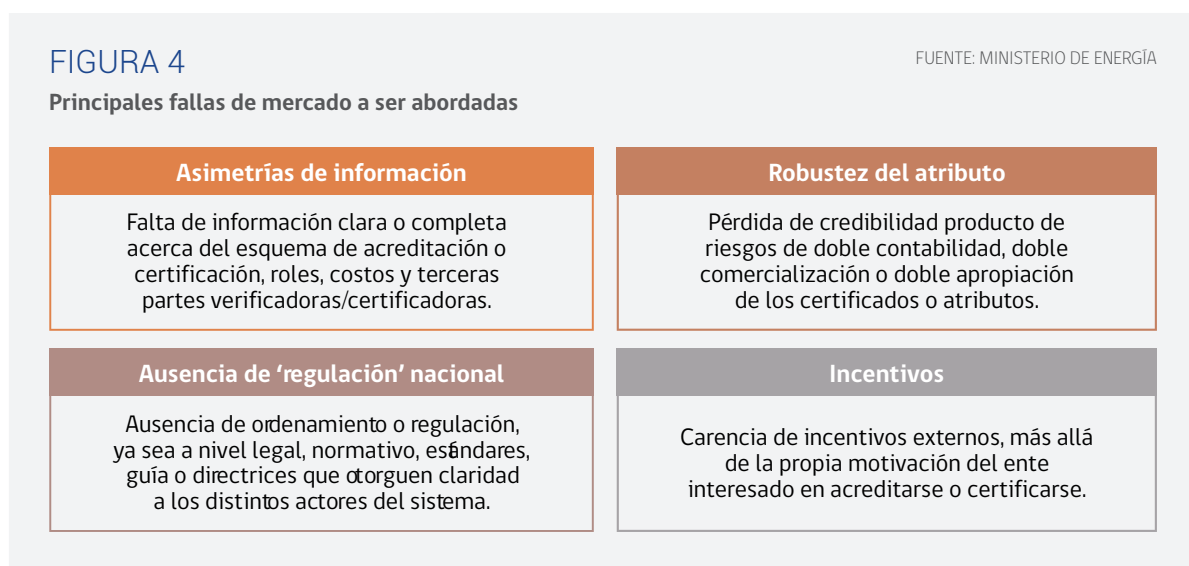 FIGURA 4
FUENTE: MINISTERIO DE ENERGÍA
Principales fallas de mercado a ser abordadas
Asimetrías de información
Falta de información clara o completa
acerca del esquema de acreditación o
certificación, roles, costos y terceras
partes verificadoras/certificadoras.
Robustez del atributo
Pérdida de credibilidad producto de
riesgos de doble contabilidad, doble
comercialización o doble apropiación
de los certificados o atributos.
Ausencia de ‘regulación’ nacional
Ausencia de ordenamiento o regulación,
ya sea a nivel legal, normativo, estándares,
guía o directrices que otorguen claridad
a los distintos actores del sistema.
Incentivos
Carencia de incentivos externos, más allá
de la propia motivación del ente
interesado en acreditarse o certificarse.